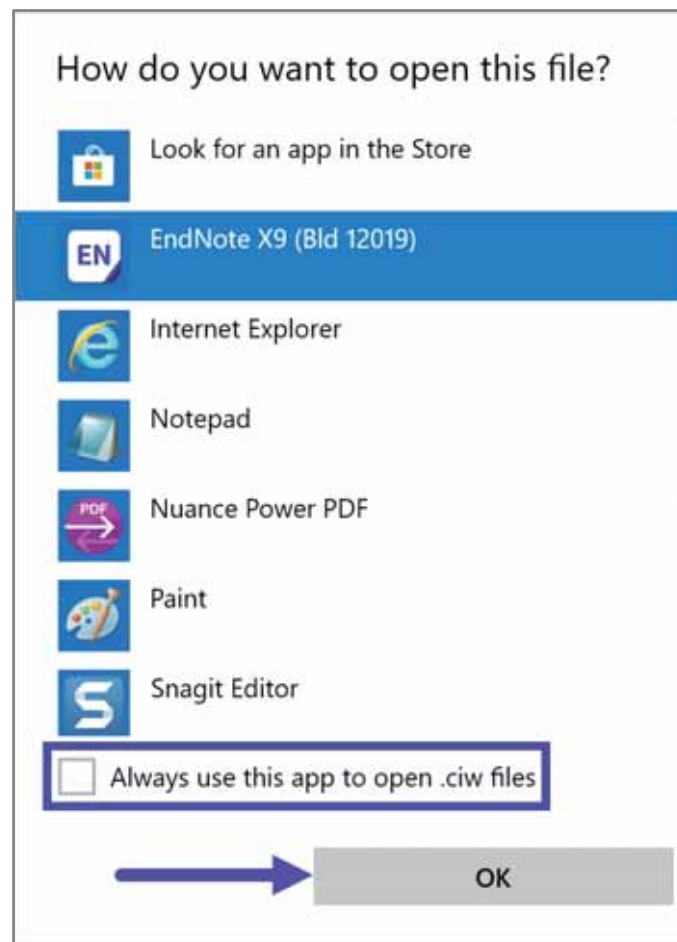 How do you want to open this file?
Look for an app in the Store
EN
EndNote X9 (Bld 12019)
Internet Explorer
Notepad
PDF
Nuance Power PDF
Paint
S
Snagit Editor
Always use this app to open .ciw files
OK